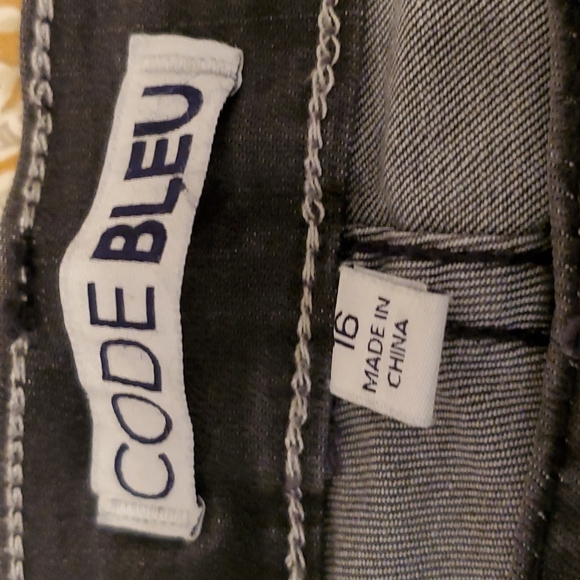 CODE BLEU
16
MADE IN
CHINA